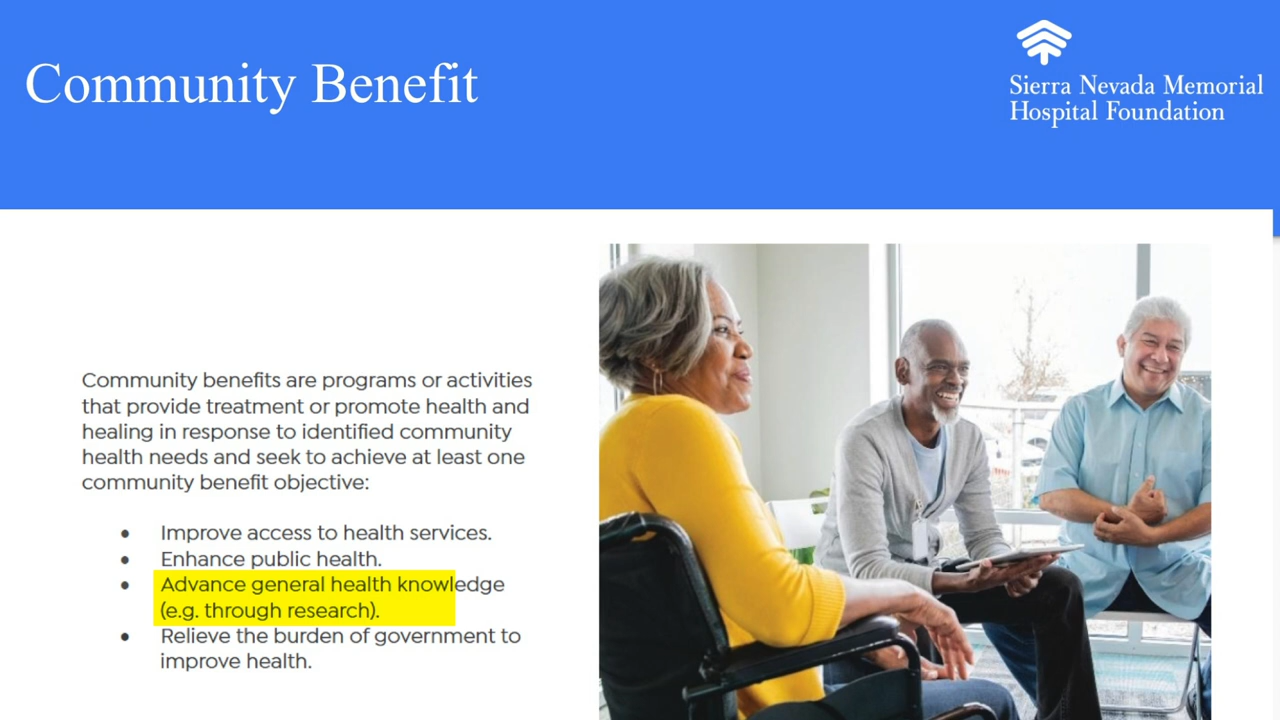 Community Benefit
Sierra Nevada Memorial
Hospital Foundation
Community benefits are programs or activities
that provide treatment or promote health and
healing in response to identified community
health needs and seek to achieve at least one
community benefit objective:
• Improve access to health services.
• Enhance public health.
• Advance general health knowledge
(e.g. through research).
• Relieve the burden of government to
improve health.